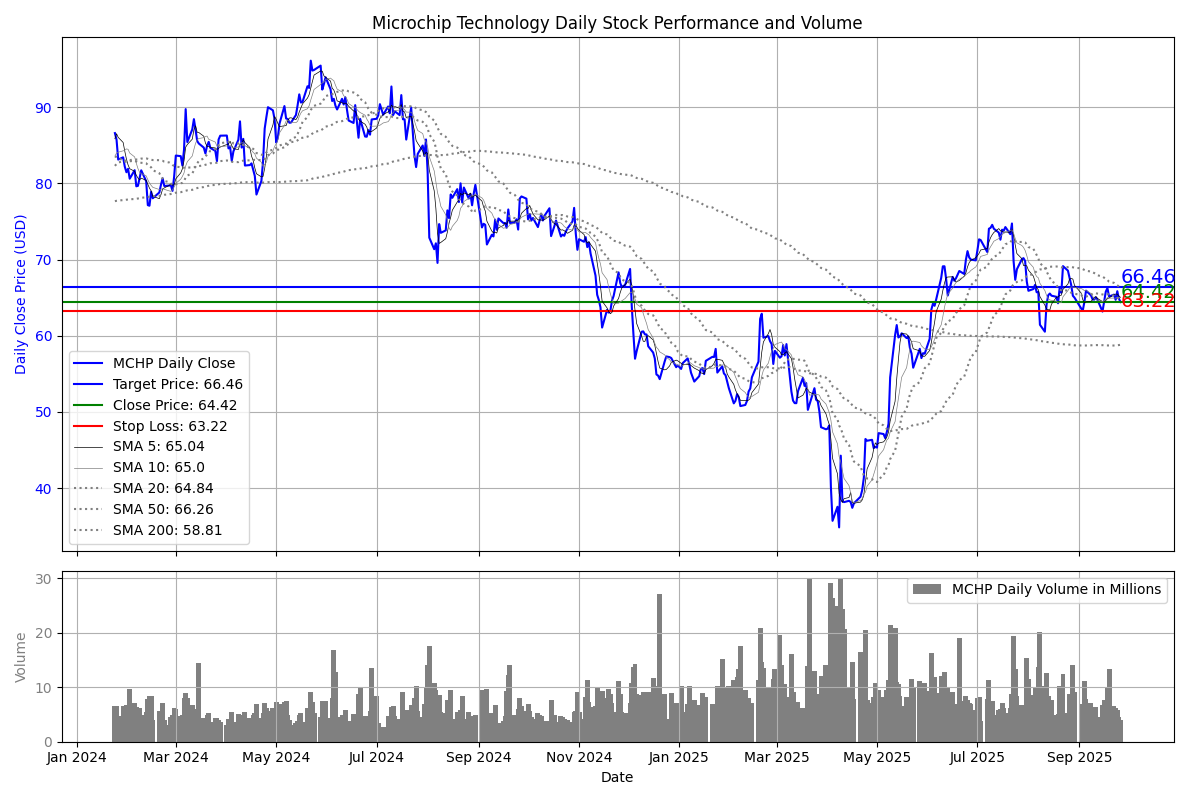 Microchip Technology Daily Stock Performance and Volume
Daily Close Price (USD)
90
80
70
60
50
40
66.46
64.42
63.22
MCHP Daily Close
Target Price: 66.46
Close Price: 64.42
Stop Loss: 63.22
SMA 5: 65.04
SMA 10: 65.0
SMA 20: 64.84
SMA 50: 66.26
SMA 200: 58.81
Volume
30
20
10
0
MCHP Daily Volume in Millions
Jan 2024 Mar 2024 May 2024 Jul 2024 Sep 2024 Nov 2024 Jan 2025 Mar 2025 May 2025 Jul 2025 Sep 2025
Date